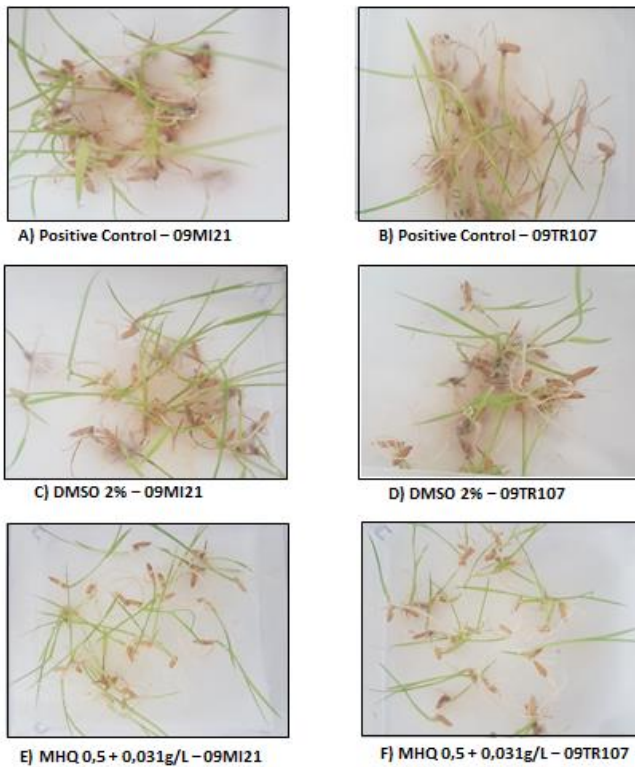 A) Positive Control – 09MI21
B) Positive Control – 09TR107
C) DMSO 2% – 09MI21
D) DMSO 2% – 09TR107
E) MHQ 0,5 + 0,031g/L – 09MI21
F) MHQ 0,5 + 0,031g/L – 09TR107